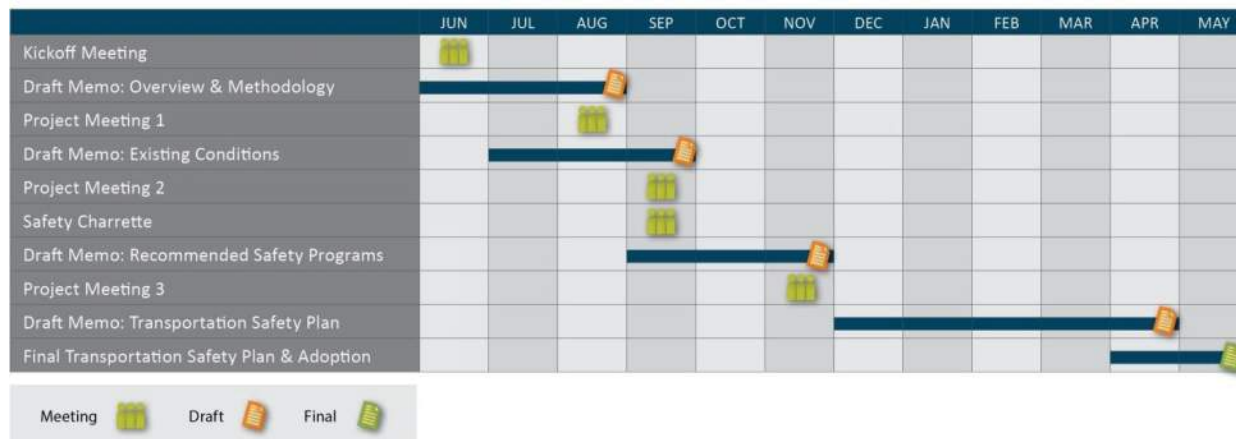 JUN JUL AUG SEP OCT NOV DEC JAN FEB MAR APR MAY
Kickoff Meeting
Draft Memo: Overview & Methodology
Project Meeting 1
Draft Memo: Existing Conditions
Project Meeting 2
Safety Charrette
Draft Memo: Recommended Safety Programs
Project Meeting 3
Draft Memo: Transportation Safety Plan
Final Transportation Safety Plan & Adoption
Meeting Draft Final